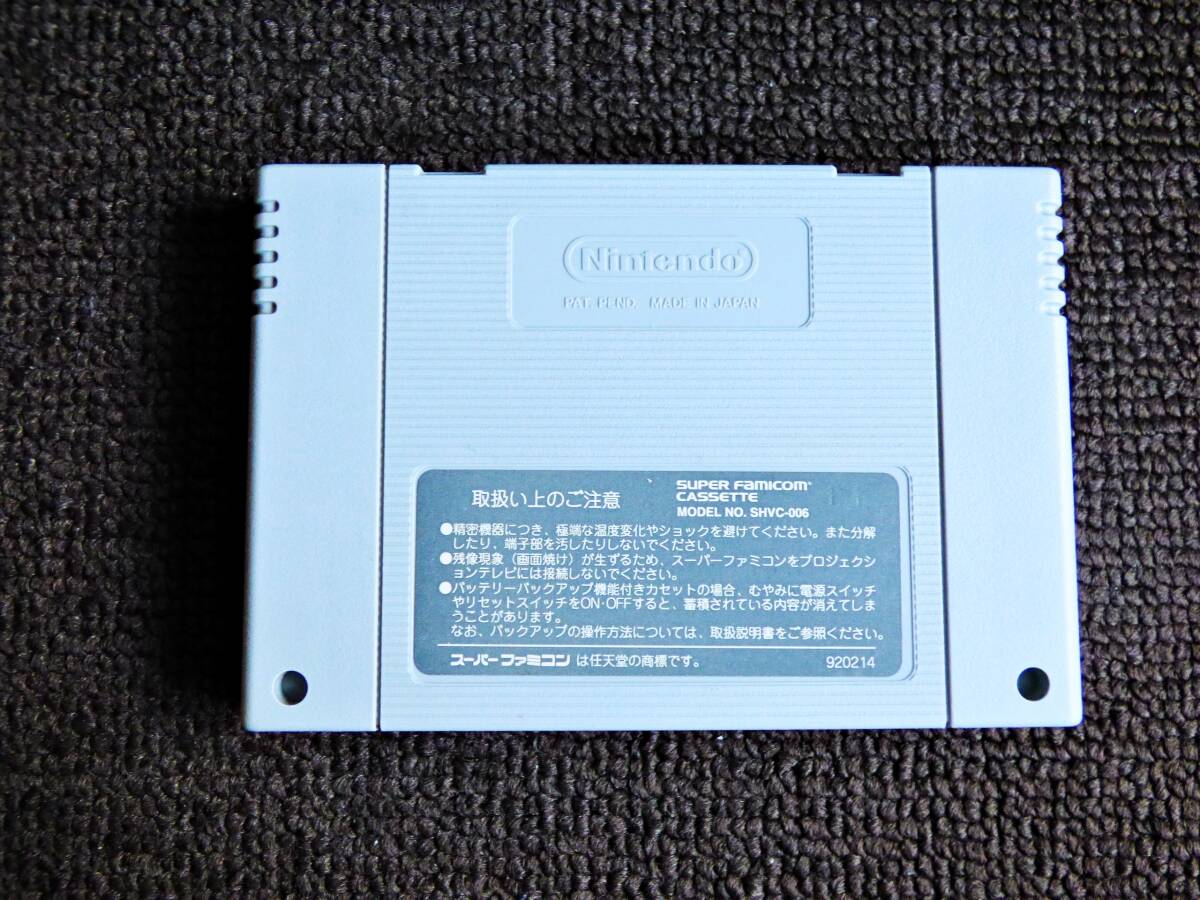 Nintendo®
PAT. PEND. MADE IN JAPAN
取扱い上のご注意
SUPER FAMICOM®
CASSETTE
MODEL NO. SHVC-006
●精密機器につき、極端な温度変化やショックを避けてください。また分解
したり、端子部を汚したりしないでください。
●残像現象（画面焼け）が生ずるため、スーパーファミコンをプロジェクシ
ョンテレビには接続しないでください。
●バッテリーバックアップ機能付きカセットの場合、むやみに電源スイッチ
やリセットスイッチをON・OFFすると、蓄積されている内容が消えてしま
うことがあります。
なお、バックアップの操作方法については、取扱説明書をご参照ください。
スーパーファミコンは任天堂の商標です。
920214